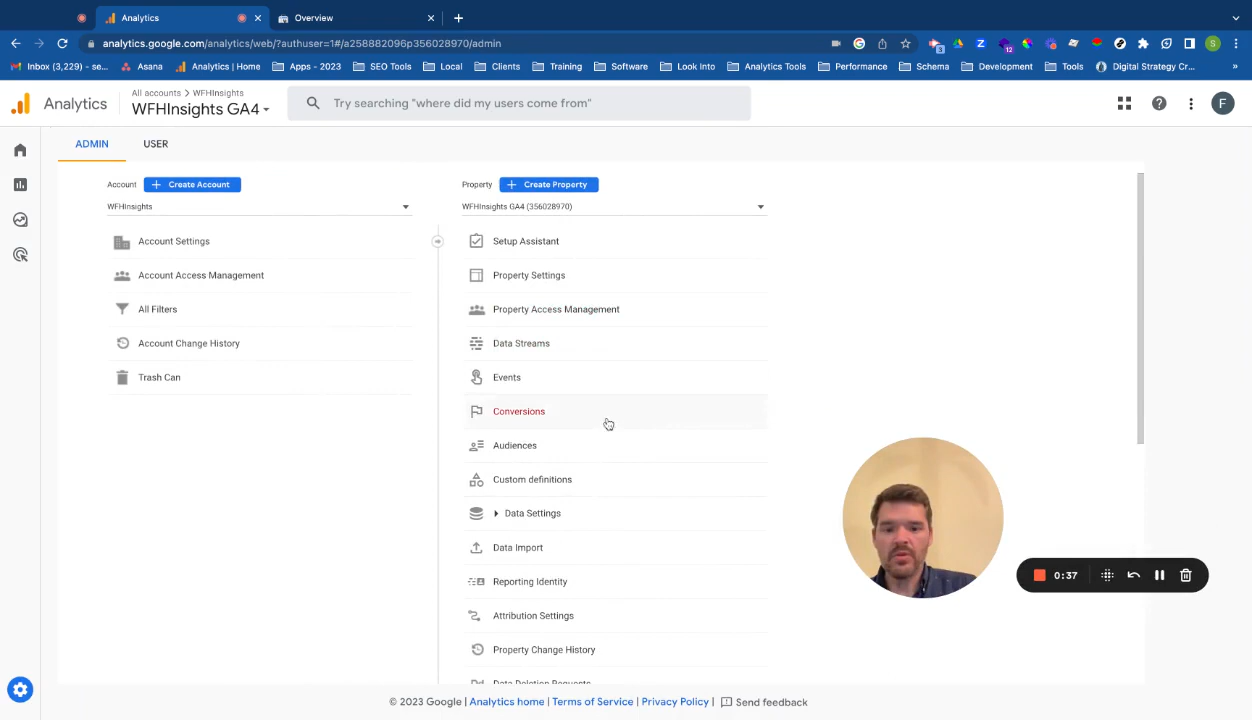 Analytics
Overview
analytics.google.com/analytics/web/?authuser=1#/a258882096p356028970/admin
3
12
S
Inbox (3,229) – se...
Asana
Analytics | Home
Apps - 2023
SEO Tools
Local
Clients
Training
Software
Look Into
Analytics Tools
Performance
Schema
Development
Tools
Digital Strategy Cr...
»
Analytics
All accounts > WFHInsights
WFHInsights GA4
Try searching "where did my users come from"
F
ADMIN
USER
Account
+ Create Account
WFHInsights
Account Settings
Account Access Management
All Filters
Account Change History
Trash Can
Property
+ Create Property
WFHInsights GA4 (356028970)
Setup Assistant
Property Settings
Property Access Management
Data Streams
Events
Conversions
Audiences
Custom definitions
Data Settings
Data Import
Reporting Identity
Attribution Settings
Property Change History
Data Deletion Requests
0:37
© 2023 Google | Analytics home | Terms of Service | Privacy Policy | Send feedback